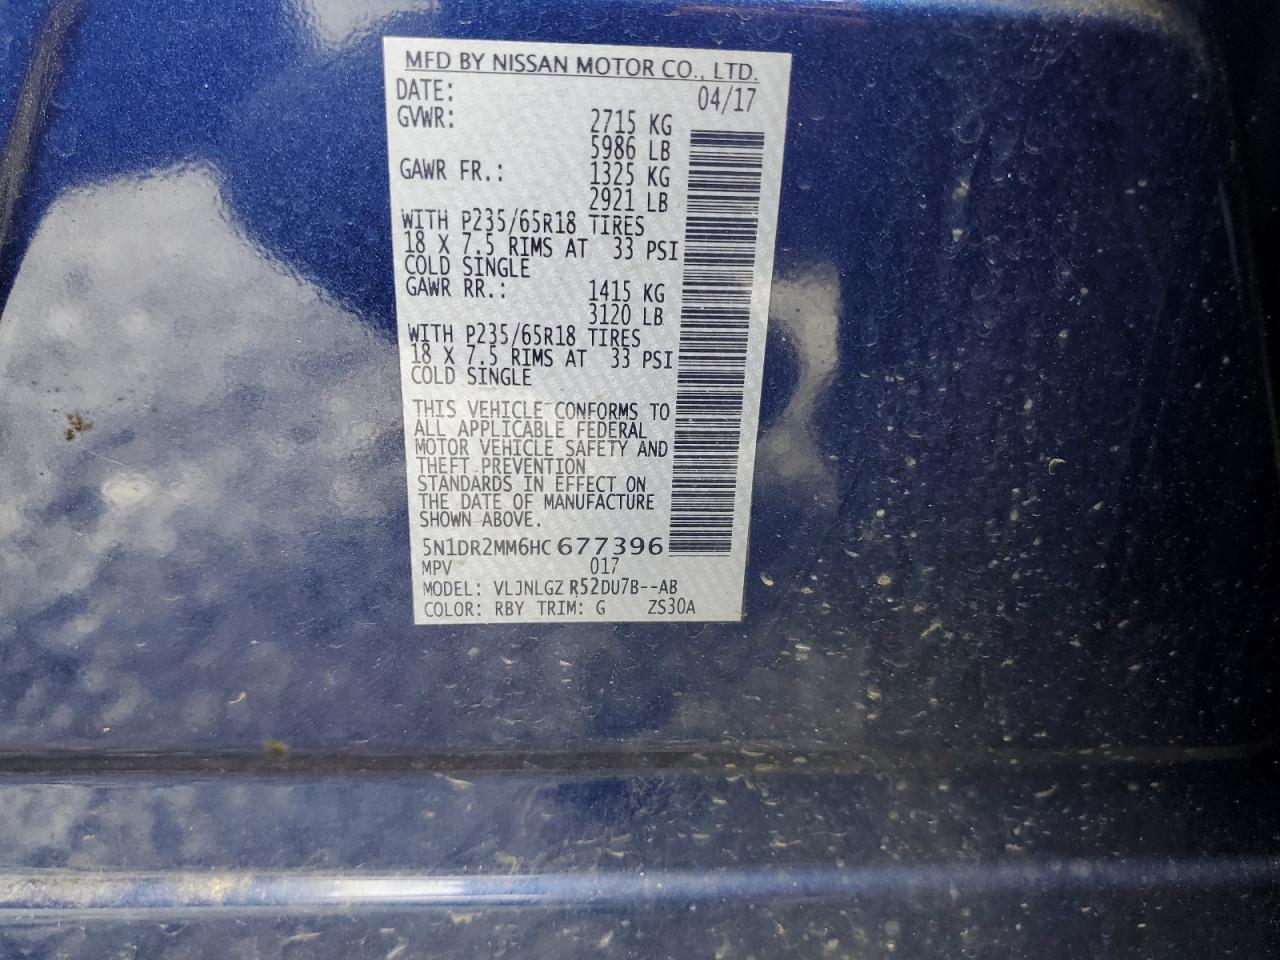 MFD BY NISSAN MOTOR CO., LTD.
DATE: 04/17
GVWR: 2715 KG
5986 LB
GAWR FR.: 1325 KG
2921 LB
WITH P235/65R18 TIRES
18 X 7.5 RIMS AT 33 PSI
COLD SINGLE
GAWR RR.: 1415 KG
3120 LB
WITH P235/65R18 TIRES
18 X 7.5 RIMS AT 33 PSI
COLD SINGLE
THIS VEHICLE CONFORMS TO
ALL APPLICABLE FEDERAL
MOTOR VEHICLE SAFETY AND
THEFT PREVENTION
STANDARDS IN EFFECT ON
THE DATE OF MANUFACTURE
SHOWN ABOVE.
5N1DR2MM6HC 677396
MPV 017
MODEL: VLJNLGZ R52DU7B--AB
COLOR: RBY TRIM: G ZS30A